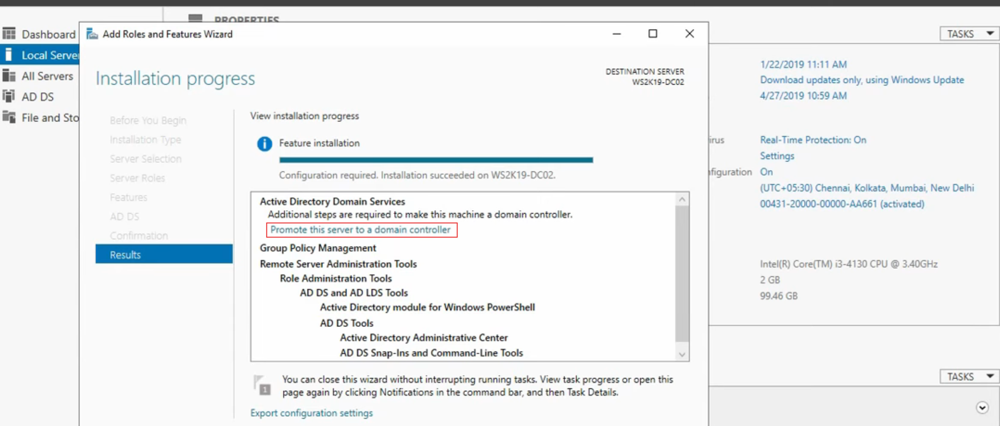 PROPERTIES
TASKS
Dashboard
Local Server
All Servers
AD DS
File and Sto
Add Roles and Features Wizard
Installation progress
DESTINATION SERVER
WS2K19-DC02
Before You Begin
Installation Type
Server Selection
Server Roles
Features
AD DS
Confirmation
Results
View installation progress
Feature installation
Configuration required. Installation succeeded on WS2K19-DC02.
Active Directory Domain Services
Additional steps are required to make this machine a domain controller.
Promote this server to a domain controller
Group Policy Management
Remote Server Administration Tools
Role Administration Tools
AD DS and AD LDS Tools
Active Directory module for Windows PowerShell
AD DS Tools
Active Directory Administrative Center
AD DS Snap-Ins and Command-Line Tools
1
You can close this wizard without interrupting running tasks. View task progress or open this
page again by clicking Notifications in the command bar, and then Task Details.
Export configuration settings
1/22/2019 11:11 AM
Download updates only, using Windows Update
4/27/2019 10:59 AM
irus Real-Time Protection: On
Settings
nfiguration On
(UTC+05:30) Chennai, Kolkata, Mumbai, New Delhi
00431-20000-00000-AA661 (activated)
Intel(R) Core(TM) i3-4130 CPU @ 3.40GHz
2 GB
99.46 GB
TASKS